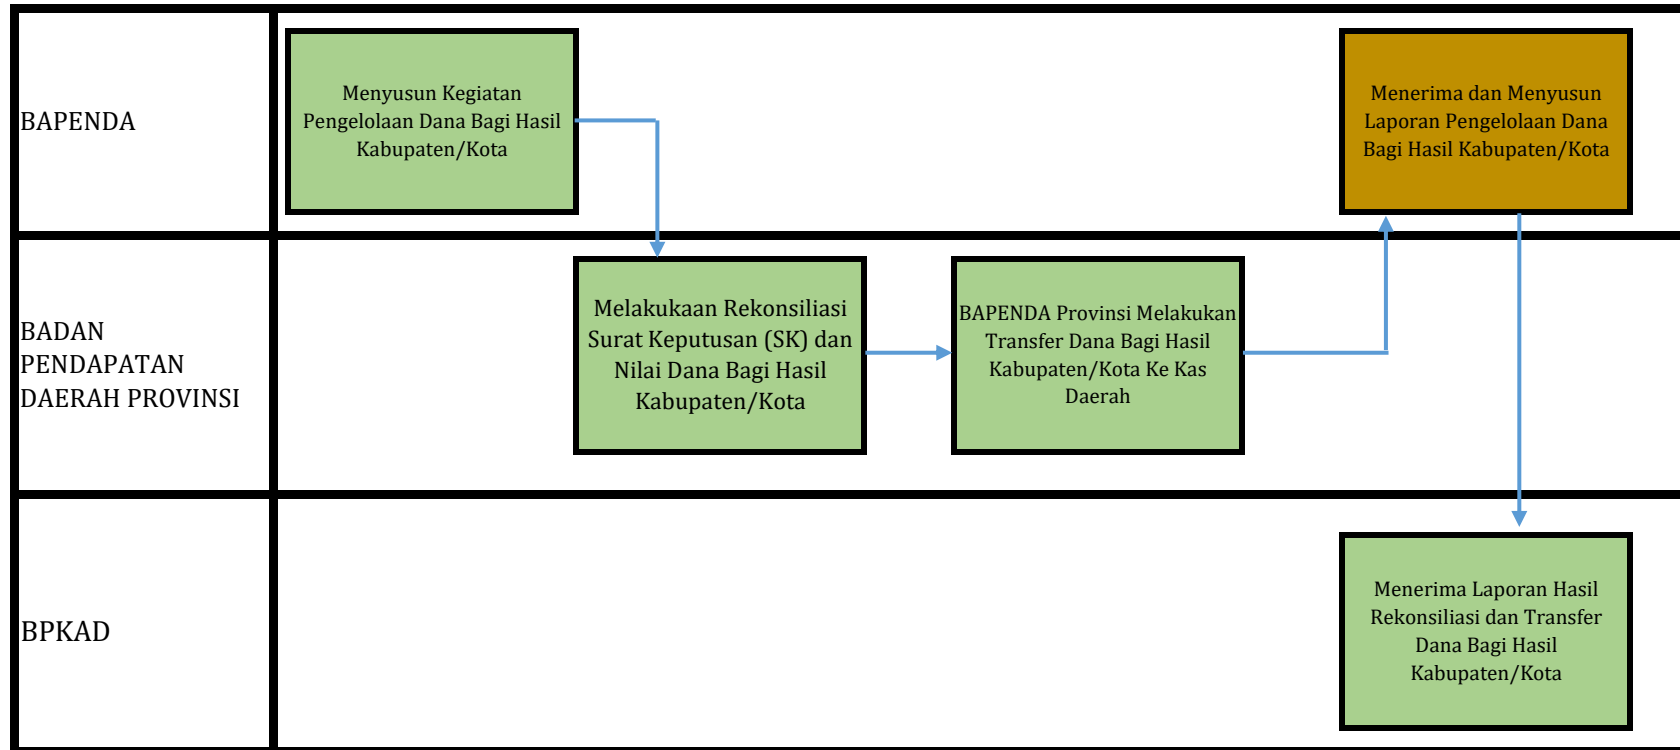 BAPENDA
Menyusun Kegiatan
Pengelolaan Dana Bagi Hasil
Kabupaten/Kota
Menerima dan Menyusun
Laporan Pengelolaan Dana
Bagi Hasil Kabupaten/Kota
BADAN
PENDAPATAN
DAERAH PROVINSI
Melakukaan Rekonsiliasi
Surat Keputusan (SK) dan
Nilai Dana Bagi Hasil
Kabupaten/Kota
BAPENDA Provinsi Melakukan
Transfer Dana Bagi Hasil
Kabupaten/Kota Ke Kas
Daerah
BPKAD
Menerima Laporan Hasil
Rekonsiliasi dan Transfer
Dana Bagi Hasil
Kabupaten/Kota